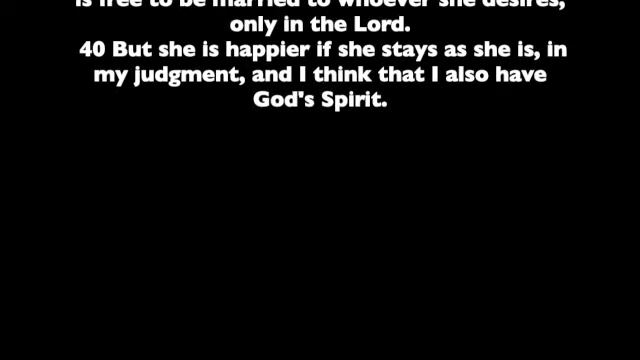 is free to be married to whoever she desires,
only in the Lord.
40 But she is happier if she stays as she is, in
my judgment, and I think that I also have
God's Spirit.